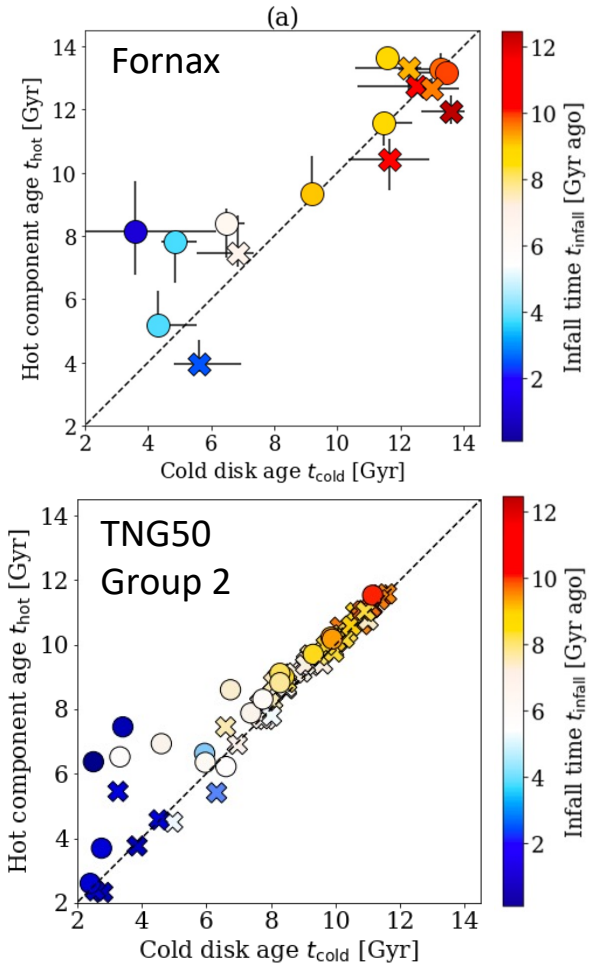 (a)
Fornax
14
12
10
8
6
4
2
Hot component age t_hot [Gyr]
2 4 6 8 10 12 14
Cold disk age t_cold [Gyr]
12
10
8
6
4
2
Infall time t_infall [Gyr ago]
TNG50
Group 2
14
12
10
8
6
4
2
Hot component age t_hot [Gyr]
2 4 6 8 10 12 14
Cold disk age t_cold [Gyr]
12
10
8
6
4
2
Infall time t_infall [Gyr ago]